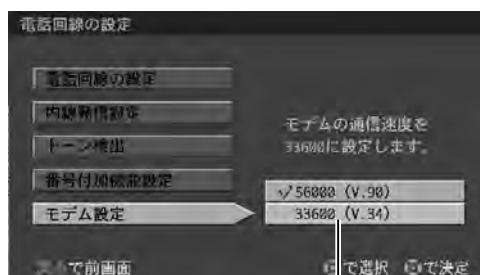 電話回線の設定
電話回線の設定
内線発信設定
トーン検出
番号付加機能設定
モデム設定
モデムの通信速度を
33600に設定します。
✓56000 (V.90)
33600 (V.34)
で前画面
で選択
で決定